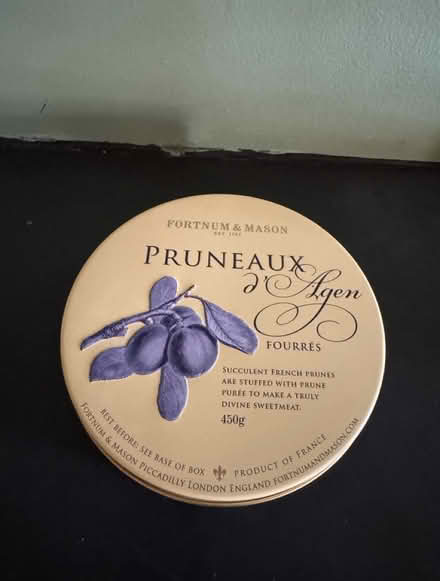 FORTNUM & MASON
EST 1707
PRUNEAUX
d'Agen
FOURRÉS
SUCCULENT FRENCH PRUNES
ARE STUFFED WITH PRUNE
PURÉE TO MAKE A TRULY
DIVINE SWEETMEAT.
450g
BEST BEFORE: SEE BASE OF BOX PRODUCT OF FRANCE
FORTNUM & MASON PICCADILLY LONDON ENGLAND FORTNUMANDMASON.COM